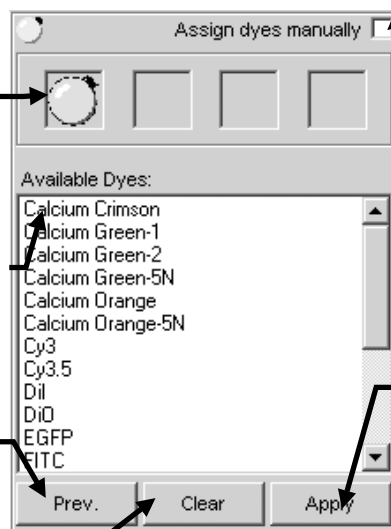 Assign dyes manually
Available Dyes:
Calcium Crimson
Calcium Green-1
Calcium Green-2
Calcium Green-5N
Calcium Orange
Calcium Orange-5N
Cy3
Cy3.5
DiI
DiO
EGFP
FITC
Prev. Clear Apply